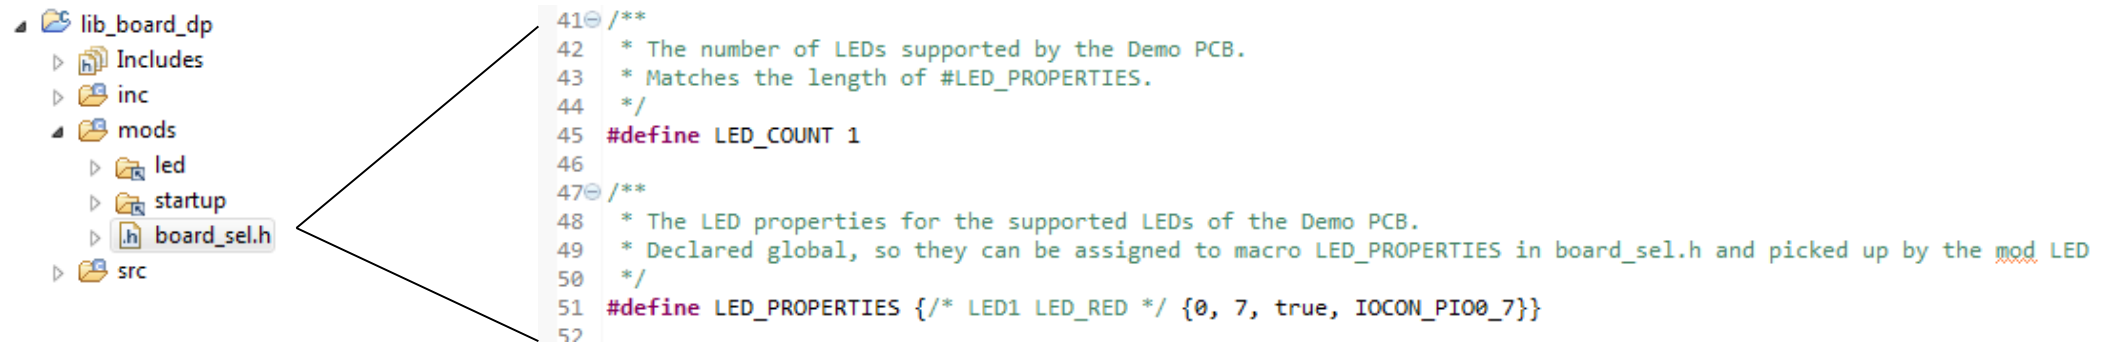 lib_board_dp
Includes
inc
mods
led
startup
board_sel.h
src
41 /**
42  * The number of LEDs supported by the Demo PCB.
43  * Matches the length of #LED_PROPERTIES.
44  */
45 #define LED_COUNT 1
46
47 /**
48  * The LED properties for the supported LEDs of the Demo PCB.
49  * Declared global, so they can be assigned to macro LED_PROPERTIES in board_sel.h and picked up by the mod LED
50  */
51 #define LED_PROPERTIES {/* LED1 LED_RED */ {0, 7, true, IOCON_PIO0_7}}
52